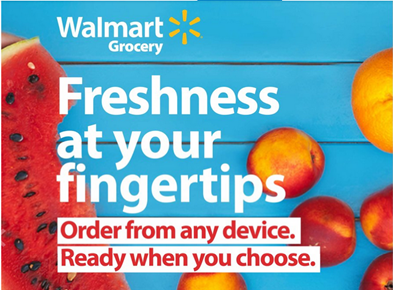 Walmart
Grocery
Freshness
at your
fingertips
Order from any device.
Ready when you choose.